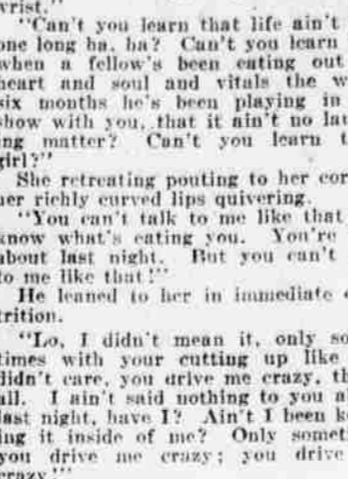 wrist."
"Can't you learn that life ain't
one long ha, ha? Can't you learn
when a fellow's been eating out
heart and soul and vitals the w
six months he's been playing in
show with you, that it ain't no lau
ing matter? Can't you learn t
girl?"
She retreating pouting to her cor
her richly curved lips quivering.
"You can't talk to me like that
know what's eating you. You're
about last night. But you can't
to me like that!"
He leaned to her in immediate
trition.
"Lo, I didn't mean it, only so
times with your cutting up like
didn't care, you drive me crazy, th
all. I ain't said nothing to you a
last night, have I? Ain't I been k
ing it inside of me? Only someti
you drive me crazy; you drive
crazy!"